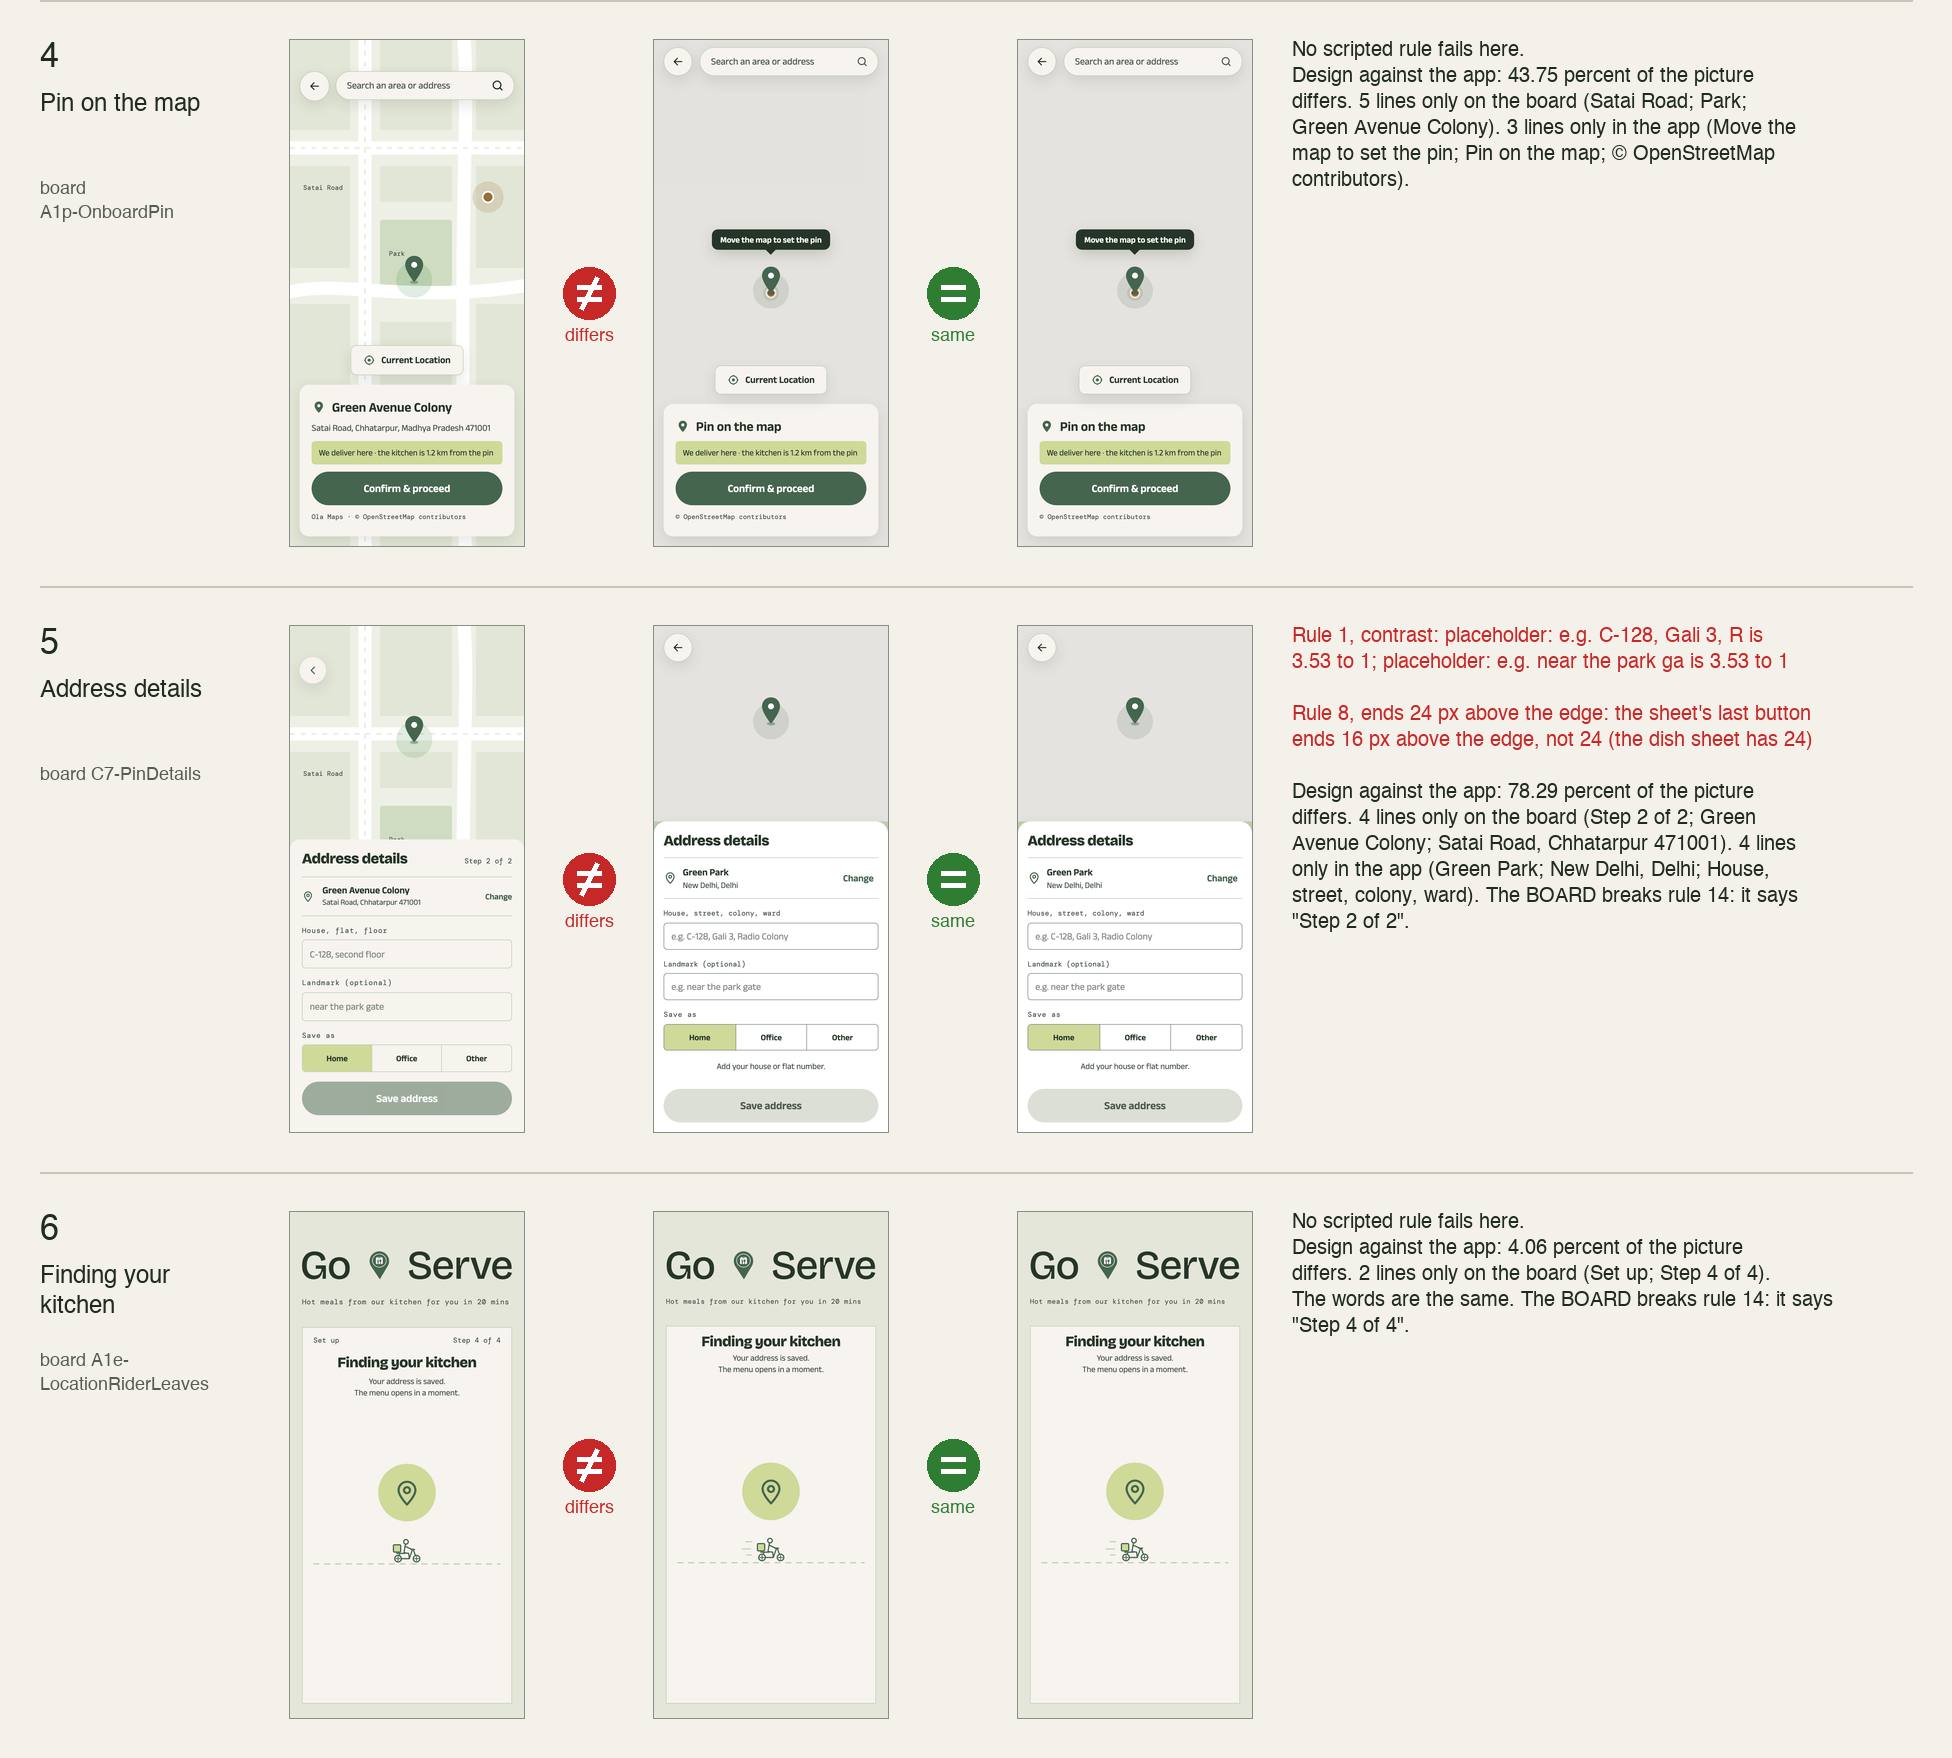 4
Pin on the map
board
A1p-OnboardPin
Search an area or address
Satai Road
Park
Current Location
Green Avenue Colony
Satai Road, Chhatarpur, Madhya Pradesh 471001
We deliver here · the kitchen is 1.2 km from the pin
Confirm & proceed
Ola Maps · © OpenStreetMap contributors
≠
differs
Search an area or address
Move the map to set the pin
Current Location
Pin on the map
We deliver here · the kitchen is 1.2 km from the pin
Confirm & proceed
© OpenStreetMap contributors
=
same
Search an area or address
Move the map to set the pin
Current Location
Pin on the map
We deliver here · the kitchen is 1.2 km from the pin
Confirm & proceed
© OpenStreetMap contributors
No scripted rule fails here.
Design against the app: 43.75 percent of the picture
differs. 5 lines only on the board (Satai Road; Park;
Green Avenue Colony). 3 lines only in the app (Move the
map to set the pin; Pin on the map; © OpenStreetMap
contributors).
5
Address details
board C7-PinDetails
Satai Road
Park
Address details
Step 2 of 2
Green Avenue Colony
Satai Road, Chhatarpur 471001
Change
House, flat, floor
C-128, second floor
Landmark (optional)
near the park gate
Save as
Home
Office
Other
Save address
≠
differs
Address details
Green Park
New Delhi, Delhi
Change
House, street, colony, ward
e.g. C-128, Gali 3, Radio Colony
Landmark (optional)
e.g. near the park gate
Save as
Home
Office
Other
Add your house or flat number.
Save address
=
same
Address details
Green Park
New Delhi, Delhi
Change
House, street, colony, ward
e.g. C-128, Gali 3, Radio Colony
Landmark (optional)
e.g. near the park gate
Save as
Home
Office
Other
Add your house or flat number.
Save address
Rule 1, contrast: placeholder: e.g. C-128, Gali 3, R is
3.53 to 1; placeholder: e.g. near the park ga is 3.53 to 1
Rule 8, ends 24 px above the edge: the sheet's last button
ends 16 px above the edge, not 24 (the dish sheet has 24)
Design against the app: 78.29 percent of the picture
differs. 4 lines only on the board (Step 2 of 2; Green
Avenue Colony; Satai Road, Chhatarpur 471001). 4 lines
only in the app (Green Park; New Delhi, Delhi; House,
street, colony, ward). The BOARD breaks rule 14: it says
"Step 2 of 2".
6
Finding your
kitchen
board A1e-
LocationRiderLeaves
Go Serve
Hot meals from our kitchen for you in 20 mins
Set up
Step 4 of 4
Finding your kitchen
Your address is saved.
The menu opens in a moment.
≠
differs
Go Serve
Hot meals from our kitchen for you in 20 mins
Finding your kitchen
Your address is saved.
The menu opens in a moment.
=
same
Go Serve
Hot meals from our kitchen for you in 20 mins
Finding your kitchen
Your address is saved.
The menu opens in a moment.
No scripted rule fails here.
Design against the app: 4.06 percent of the picture
differs. 2 lines only on the board (Set up; Step 4 of 4).
The words are the same. The BOARD breaks rule 14: it says
"Step 4 of 4".